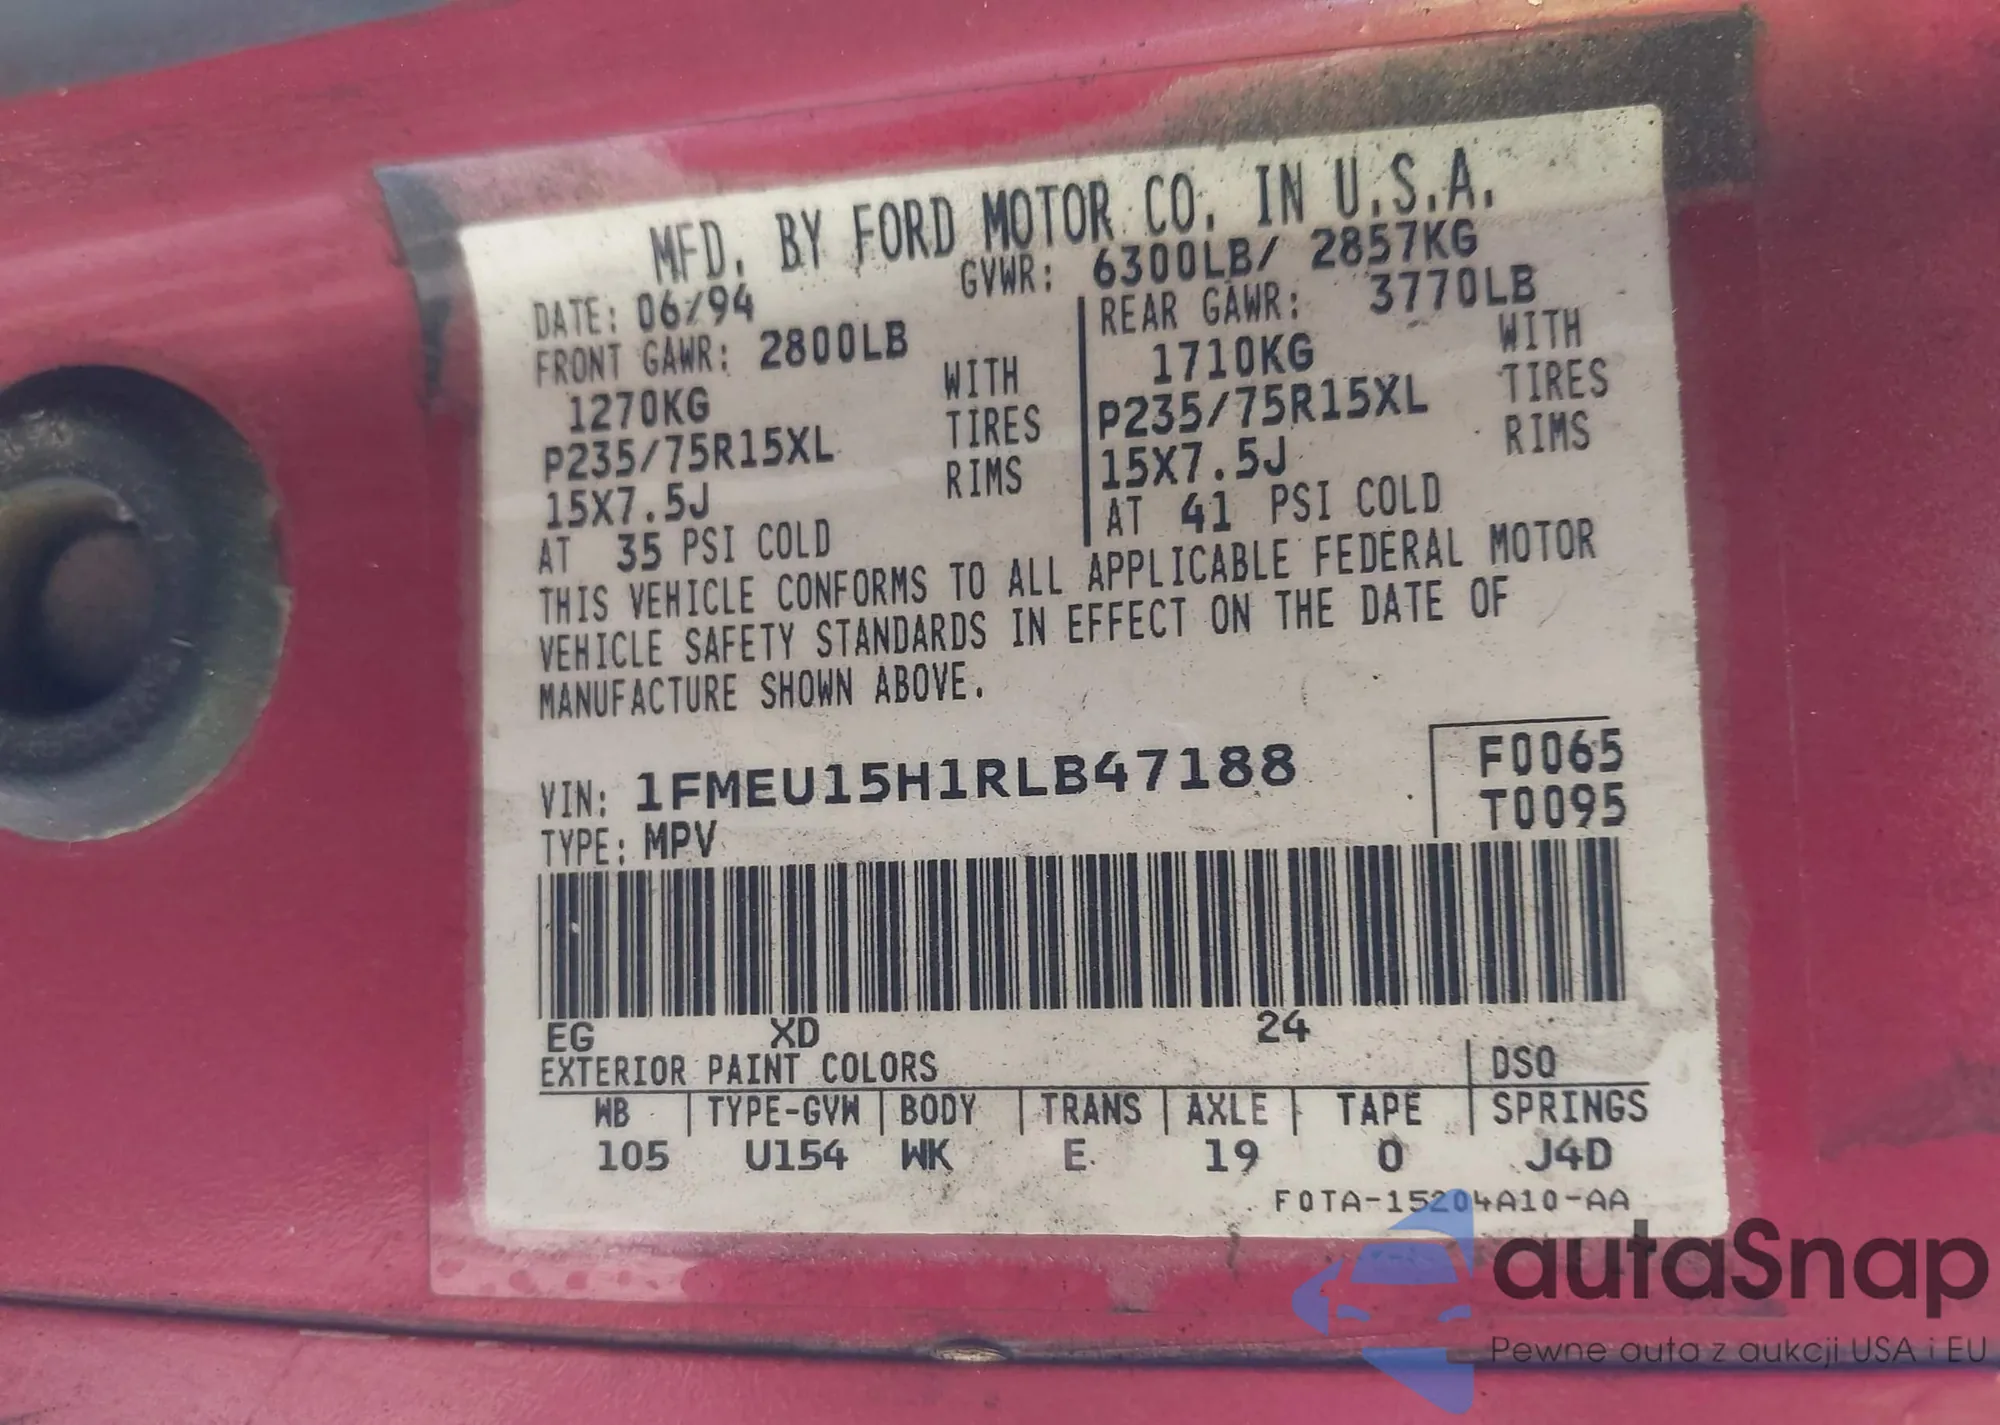 MFD. BY FORD MOTOR CO. IN U.S.A.
DATE: 06/94 GVWR: 6300LB/ 2857KG
FRONT GAWR: 2800LB REAR GAWR: 3770LB
1270KG WITH 1710KG WITH
P235/75R15XL TIRES P235/75R15XL TIRES
15X7.5J RIMS 15X7.5J RIMS
AT 35 PSI COLD AT 41 PSI COLD
THIS VEHICLE CONFORMS TO ALL APPLICABLE FEDERAL MOTOR
VEHICLE SAFETY STANDARDS IN EFFECT ON THE DATE OF
MANUFACTURE SHOWN ABOVE.
VIN: 1FMEU15H1RLB47188 F0065
TYPE: MPV T0095
EG XD 24
EXTERIOR PAINT COLORS DSO
WB TYPE-GVW BODY TRANS AXLE TAPE SPRINGS
105 U154 WK E 19 0 J4D
F0TA-15204A10-AA
autaSnap
Pewne auta z aukcji USA i EU